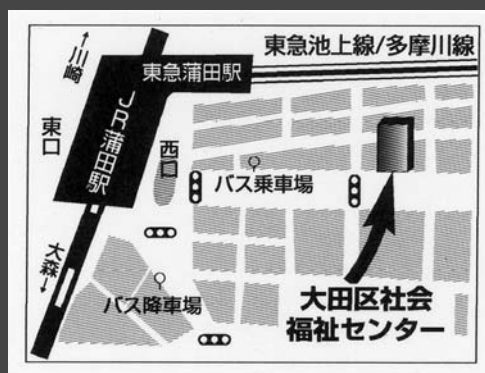 ↑川崎
東急池上線/多摩川線
東急蒲田駅
JR蒲田駅
東口
西口
バス乗車場
大森↓
バス降車場
大田区社会
福祉センター